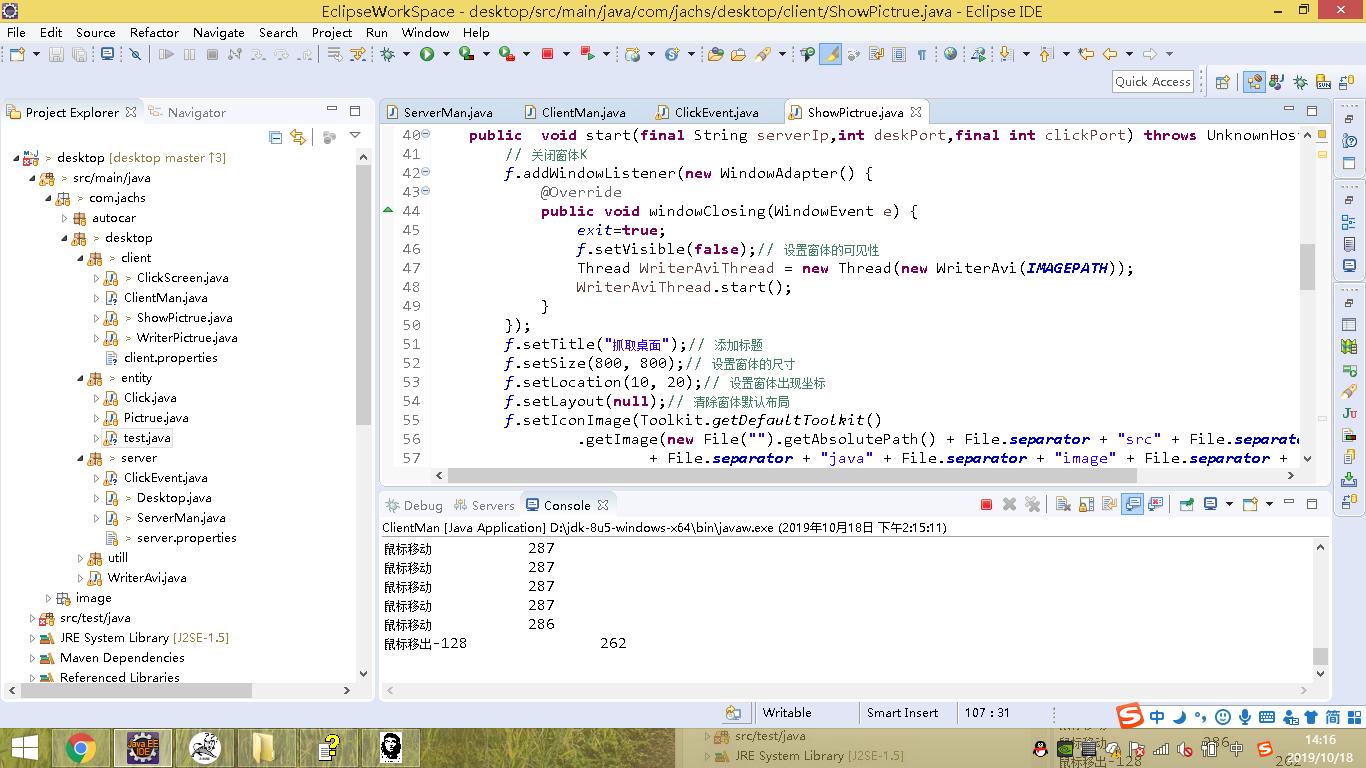 EclipseWorkSpace - desktop/src/main/java/com/jachs/desktop/client/ShowPictrue.java - Eclipse IDE
File Edit Source Refactor Navigate Search Project Run Window Help
Quick Access
Project Explorer Navigator
> desktop [desktop master ↑3]
> src/main/java
> com.jachs
autocar
> desktop
> client
> ClickScreen.java
ClientMan.java
> ShowPictrue.java
> WriterPictrue.java
client.properties
> entity
Click.java
Pictrue.java
test.java
> server
ClickEvent.java
> Desktop.java
> ServerMan.java
> server.properties
utill
WriterAvi.java
image
src/test/java
JRE System Library [J2SE-1.5]
Maven Dependencies
Referenced Libraries
ServerMan.java ClientMan.java ClickEvent.java ShowPictrue.java
40 public void start(final String serverIp,int deskPort,final int clickPort) throws UnknownHos
41 // 关闭窗体K
42 f.addWindowListener(new WindowAdapter() {
43 @Override
44 public void windowClosing(WindowEvent e) {
45 exit=true;
46 f.setVisible(false);// 设置窗体的可见性
47 Thread WriterAviThread = new Thread(new WriterAvi(IMAGEPATH));
48 WriterAviThread.start();
49 }
50 });
51 f.setTitle("抓取桌面");// 添加标题
52 f.setSize(800, 800);// 设置窗体的尺寸
53 f.setLocation(10, 20);// 设置窗体出现坐标
54 f.setLayout(null);// 清除窗体默认布局
55 f.setIconImage(Toolkit.getDefaultToolkit()
56 .getImage(new File("").getAbsolutePath() + File.separator + "src" + File.separat
57 + File.separator + "java" + File.separator + "image" + File.separator +
Debug Servers Console
ClientMan [Java Application] D:\jdk-8u5-windows-x64\bin\javaw.exe (2019年10月18日 下午2:15:11)
鼠标移动 287
鼠标移动 287
鼠标移动 287
鼠标移动 287
鼠标移动 286
鼠标移出-128 262
Writable Smart Insert 107 : 31
中 简
src/test/java
JRE System Library [J2SE-1.5]
286
鼠标移出-128 262
中
14:16
2019/10/18